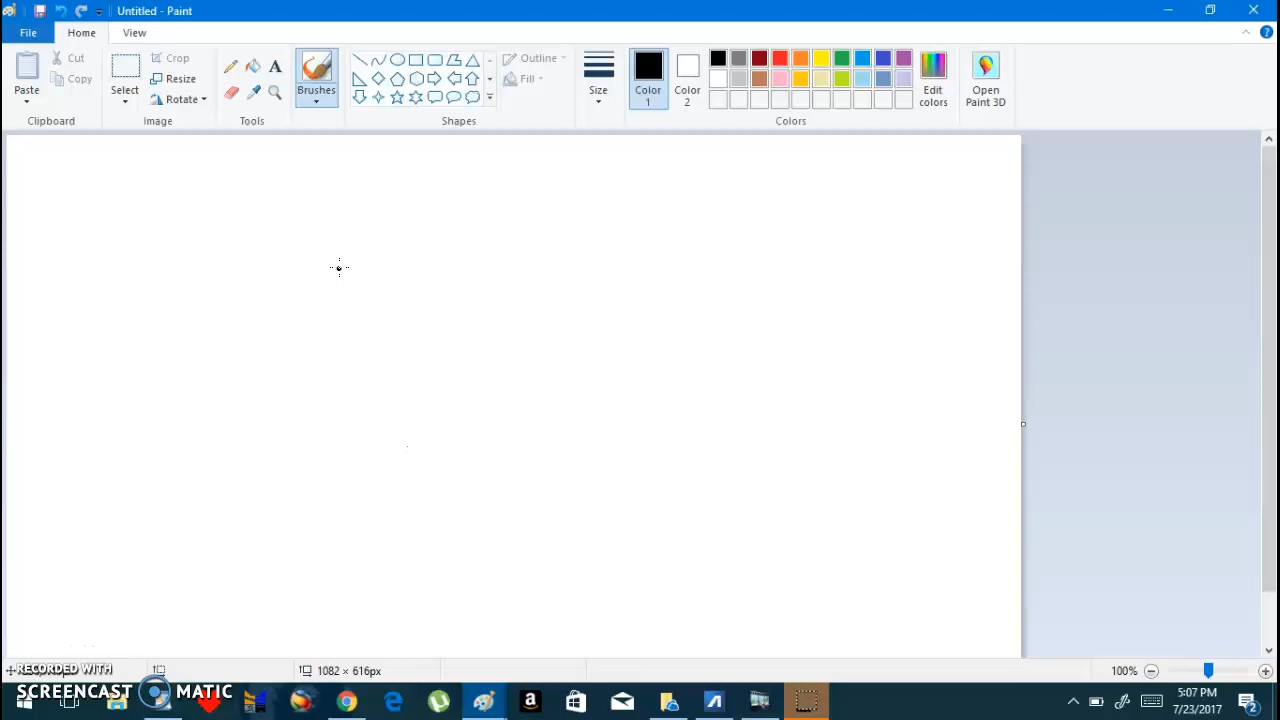 Untitled - Paint
File Home View
Paste
Cut
Copy
Clipboard
Select
Crop
Resize
Rotate
Image
Tools
Brushes
Shapes
Outline
Fill
Size
Color 1
Color 2
Edit colors
Open Paint 3D
Colors
1082 × 616px
100%
RECORDED WITH
SCREENCAST MATIC
5:07 PM
7/23/2017
2